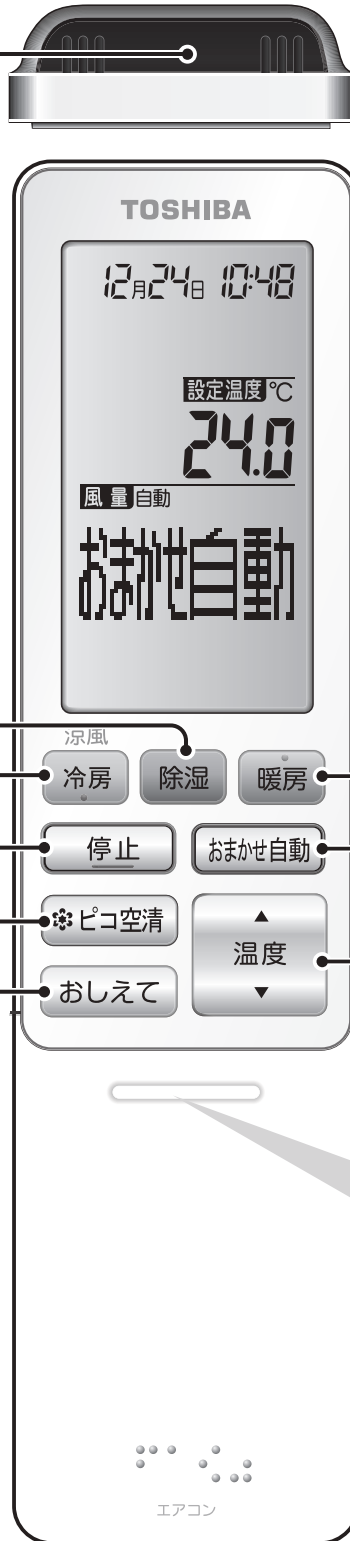 TOSHIBA
12月24日 10:48
設定温度 ℃
24.0
風量 自動
おまかせ自動
涼風
冷房 除湿 暖房
停止 おまかせ自動
ピコ空清
▲
温度
▼
おしえて
エアコン